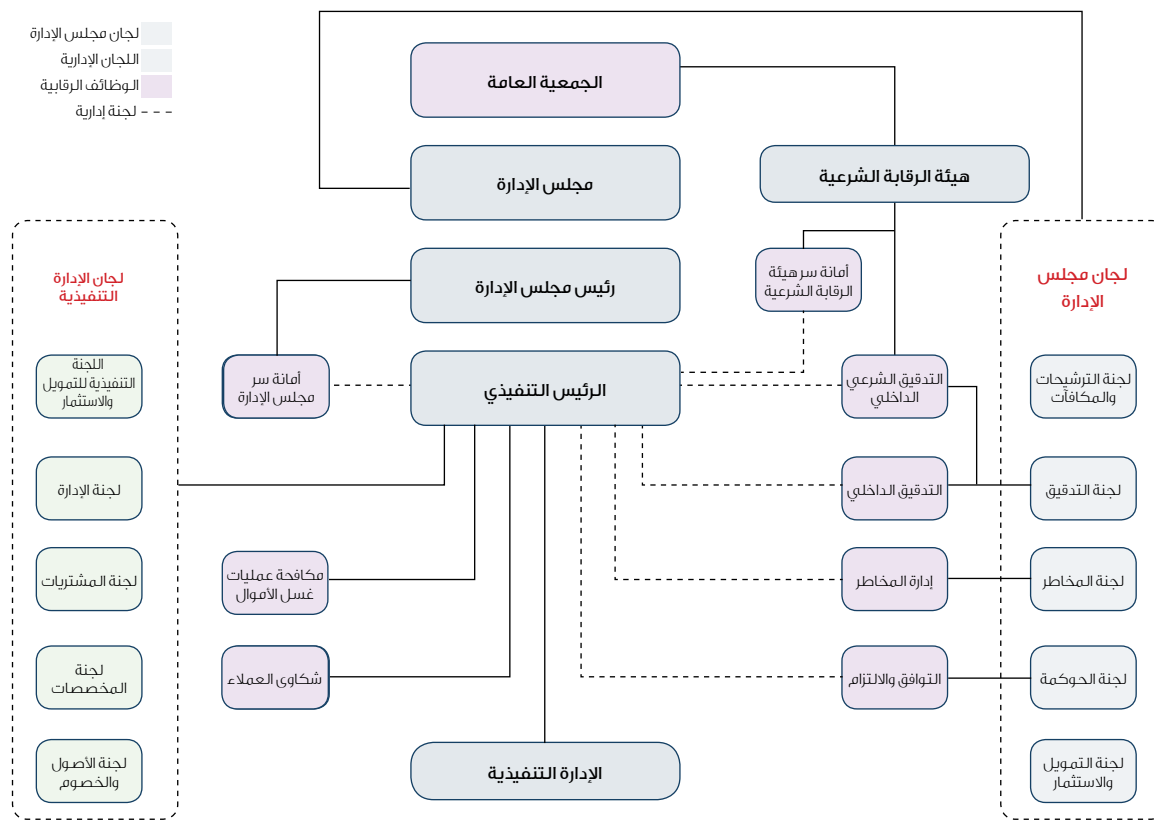 لجان مجلس الإدارة
اللجان الإدارية
الوظائف الرقابية
لجنة إدارية
الجمعية العامة
مجلس الإدارة
هيئة الرقابة الشرعية
رئيس مجلس الإدارة
أمانة سر هيئة
الرقابة الشرعية
الرئيس التنفيذي
أمانة سر
مجلس الإدارة
لجان مجلس
الإدارة
لجنة الترشيحات
والمكافآت
لجنة التدقيق
لجنة المخاطر
لجنة الحوكمة
لجنة التمويل
والاستثمار
التدقيق الشرعي
الداخلي
التدقيق الداخلي
إدارة المخاطر
التوافق والالتزام
مكافحة عمليات
غسل الأموال
شكاوى العملاء
الإدارة التنفيذية
لجان الإدارة
التنفيذية
اللجنة
التنفيذية للتمويل
والاستثمار
لجنة الإدارة
لجنة المشتريات
لجنة
المخصصات
لجنة الأصول
والخصوم